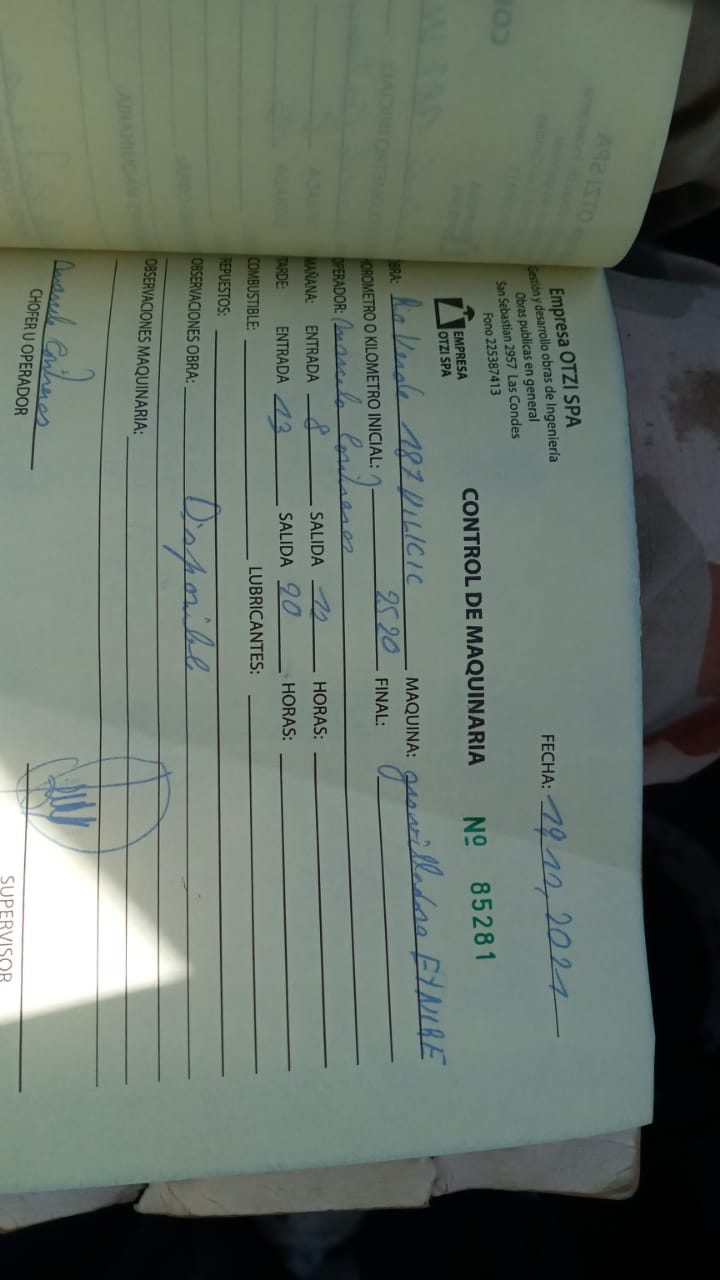 Empresa OTZI SPA
Gestión y desarrollo obras de Ingeniería
Obras publicas en general
San Sebastian 2957 Las Condes
Fono 225387413
EMPRESA
OTZI SPA
FECHA: 19 12, 2021
CONTROL DE MAQUINARIA Nº 85281
OBRA: Rio Verde 187 VILICIC MAQUINA: gravilladora
HOROMETRO O KILOMETRO INICIAL: 2520 FINAL:
OPERADOR: Marcelo Contreras
MAÑANA: ENTRADA 8 SALIDA 12 HORAS:
TARDE: ENTRADA 13 SALIDA 20 HORAS:
COMBUSTIBLE: LUBRICANTES:
REPUESTOS:
OBSERVACIONES OBRA: Disponible
OBSERVACIONES MAQUINARIA:
Marcelo Contreras
CHOFER U OPERADOR
SUPERVISOR